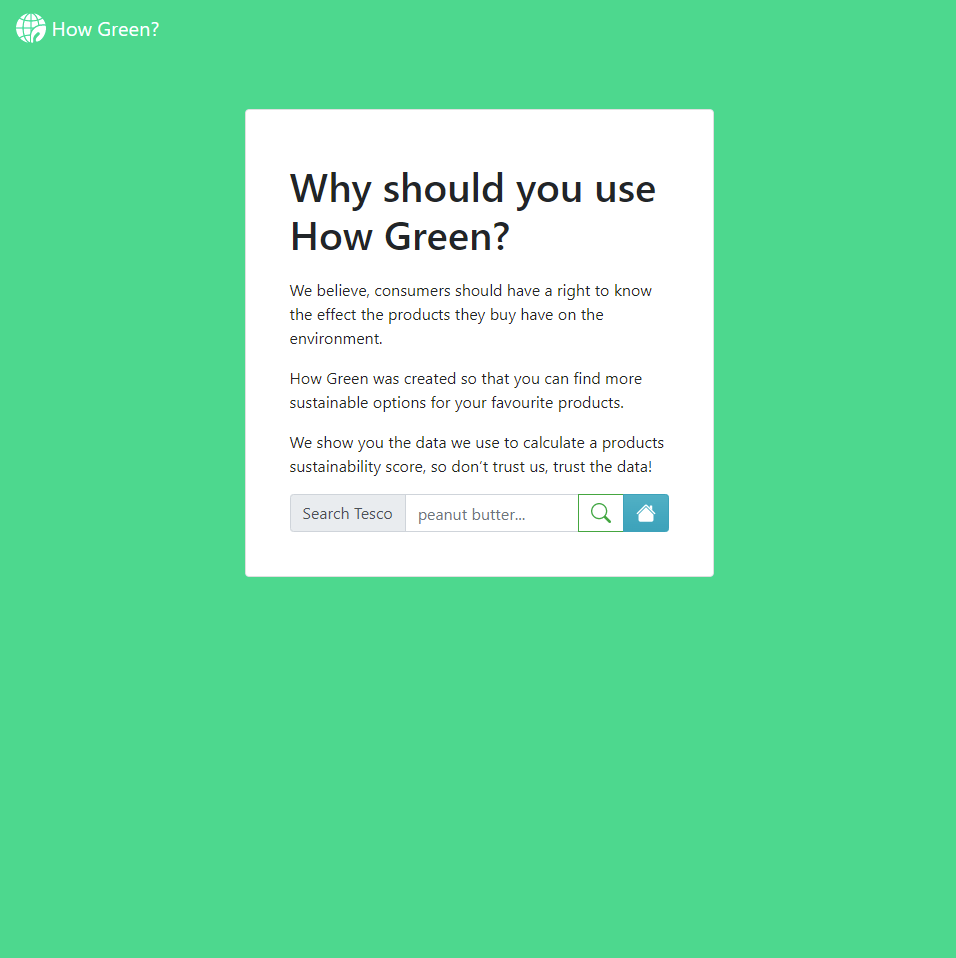 How Green?
Why should you use
How Green?
We believe, consumers should have a right to know
the effect the products they buy have on the
environment.
How Green was created so that you can find more
sustainable options for your favourite products.
We show you the data we use to calculate a products
sustainability score, so don’t trust us, trust the data!
Search Tesco peanut butter...